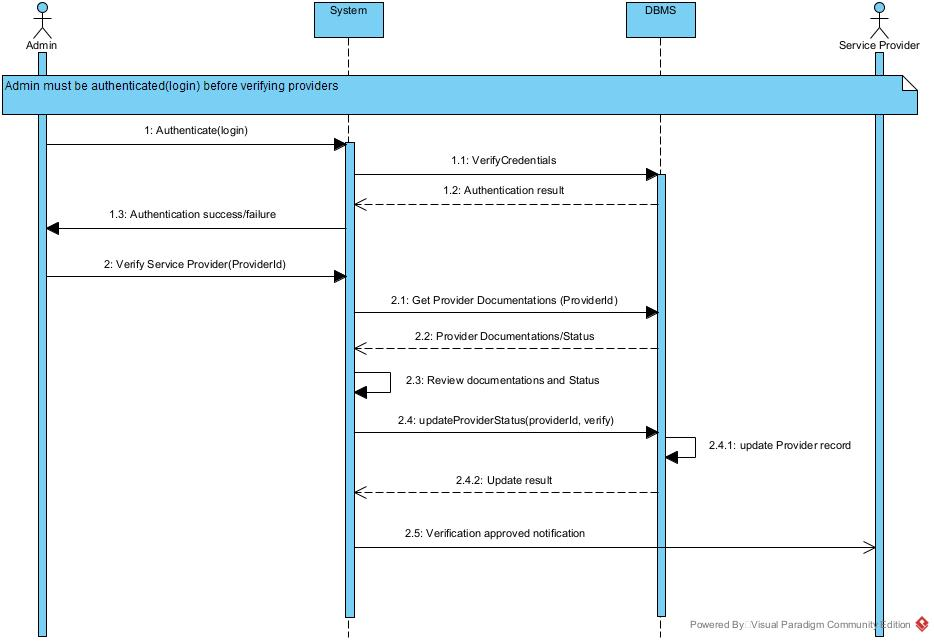 System
DBMS
Admin
Service Provider
Admin must be authenticated(login) before verifying providers
1: Authenticate(login)
1.1: VerifyCredentials
1.2: Authentication result
1.3: Authentication success/failure
2: Verify Service Provider(ProviderId)
2.1: Get Provider Documentations (ProviderId)
2.2: Provider Documentations/Status
2.3: Review documentations and Status
2.4: updateProviderStatus(providerId, verify)
2.4.1: update Provider record
2.4.2: Update result
2.5: Verification approved notification
Powered By Visual Paradigm Community Edition